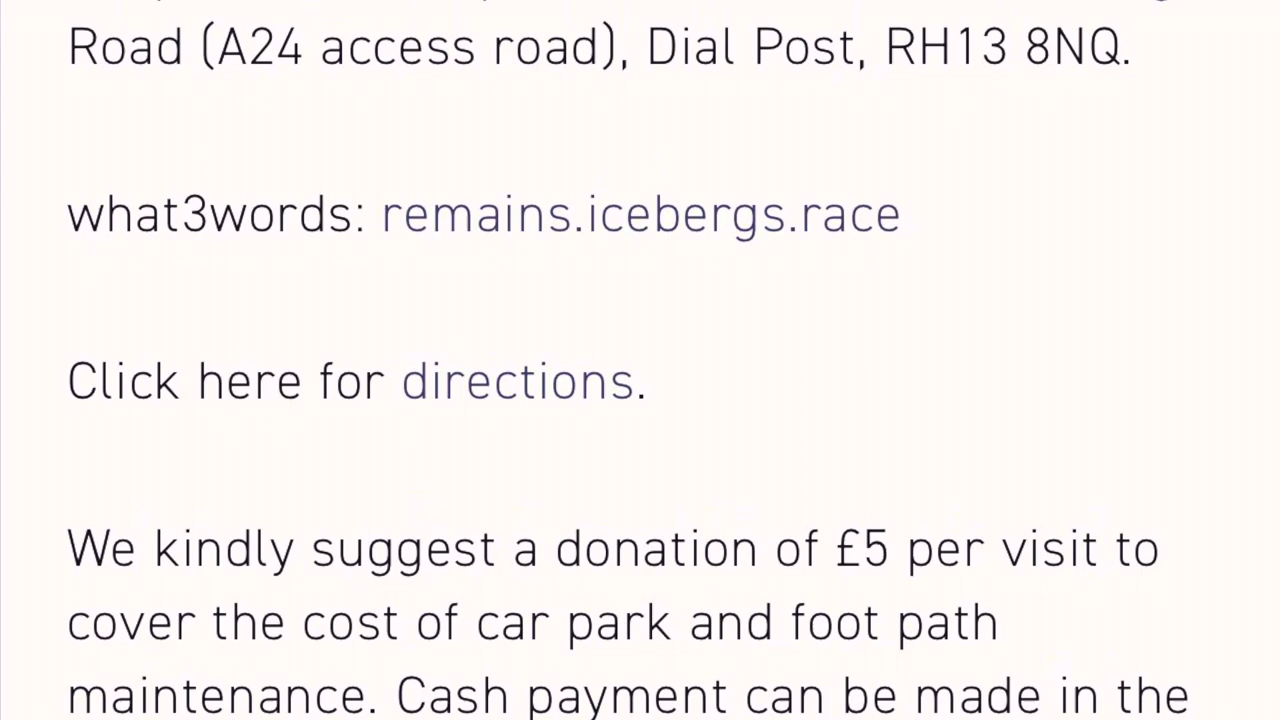 Road (A24 access road), Dial Post, RH13 8NQ.
what3words: remains.icebergs.race
Click here for directions.
We kindly suggest a donation of £5 per visit to
cover the cost of car park and foot path
maintenance. Cash payment can be made in the